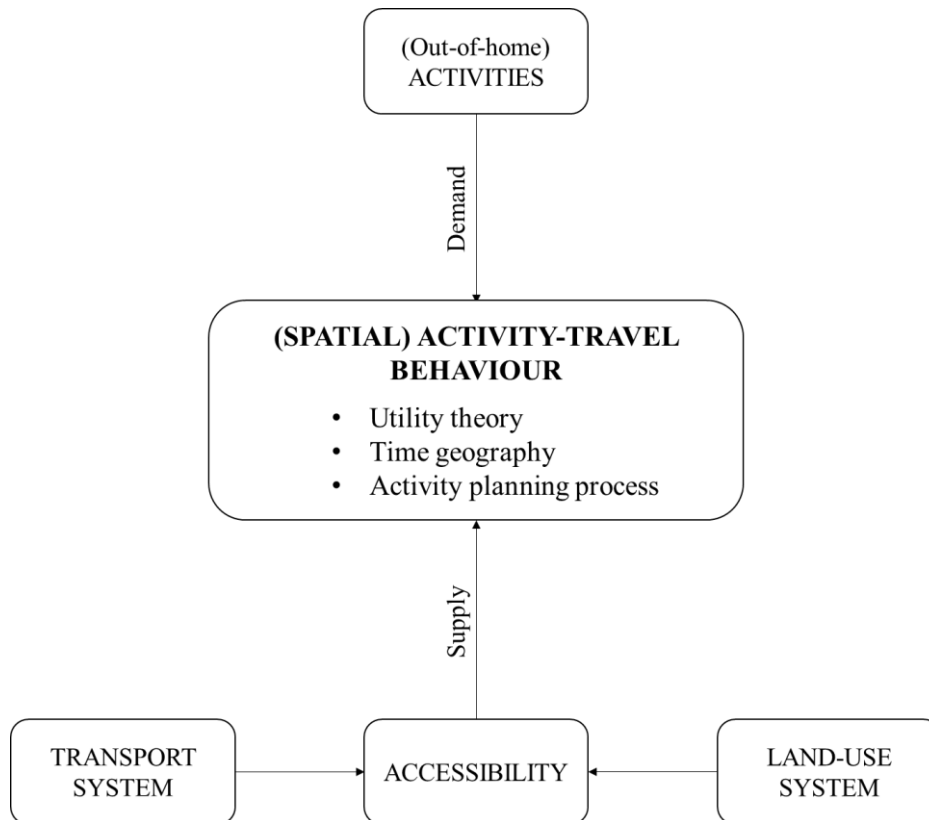 (Out-of-home)
ACTIVITIES
Demand
(SPATIAL) ACTIVITY-TRAVEL
BEHAVIOUR
• Utility theory
• Time geography
• Activity planning process
Supply
TRANSPORT
SYSTEM
ACCESSIBILITY
LAND-USE
SYSTEM